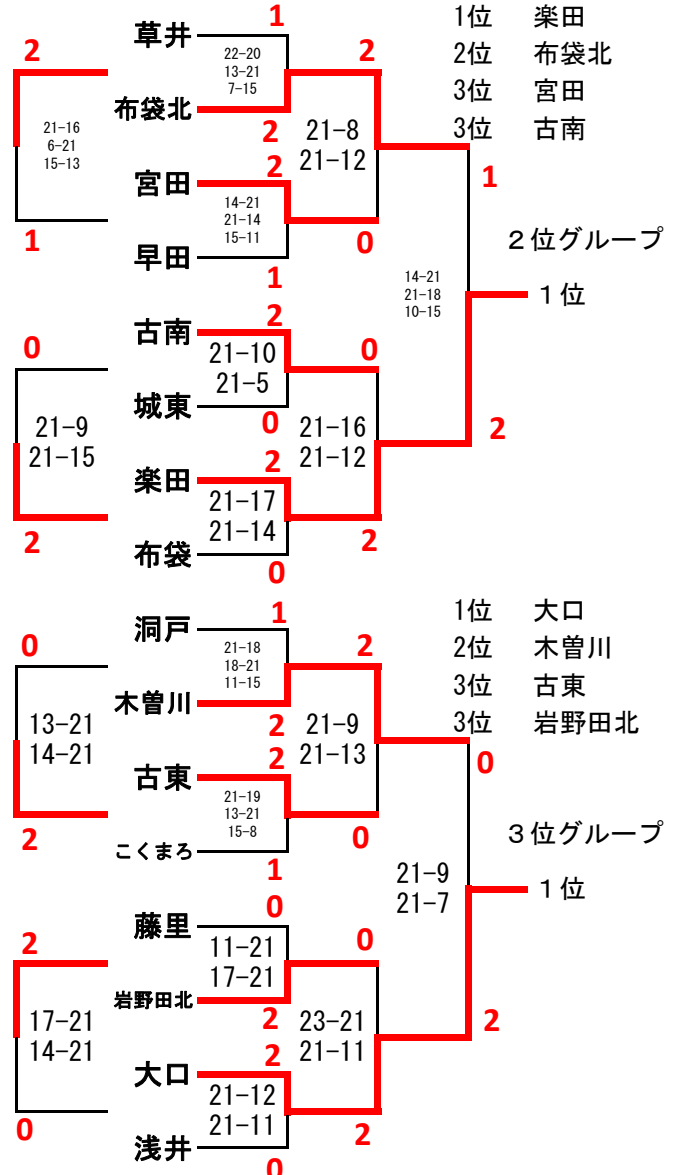 1
草井
1位 楽田
2
22-20
13-21
7-15
2
2位 布袋北
布袋北
3位 宮田
21-16
6-21
15-13
2
21-8
21-12
3位 古南
2
宮田
1
14-21
21-14
15-11
1
0
2位グループ
早田
1
14-21
21-18
10-15
1位
2
古南
0
21-10
21-5
0
城東
0
21-9
21-15
21-16
21-12
2
2
楽田
21-17
21-14
2
2
布袋
0
1
洞戸
1位 大口
0
21-18
18-21
11-15
2
2位 木曽川
木曽川
3位 古東
2
13-21
14-21
21-9
21-13
3位 岩野田北
2
0
古東
21-19
13-21
15-8
2
0
3位グループ
こくまろ
1
21-9
21-7
1位
0
藤里
2
11-21
17-21
0
岩野田北
2
17-21
14-21
23-21
21-11
2
2
大口
21-12
21-11
0
2
浅井
0